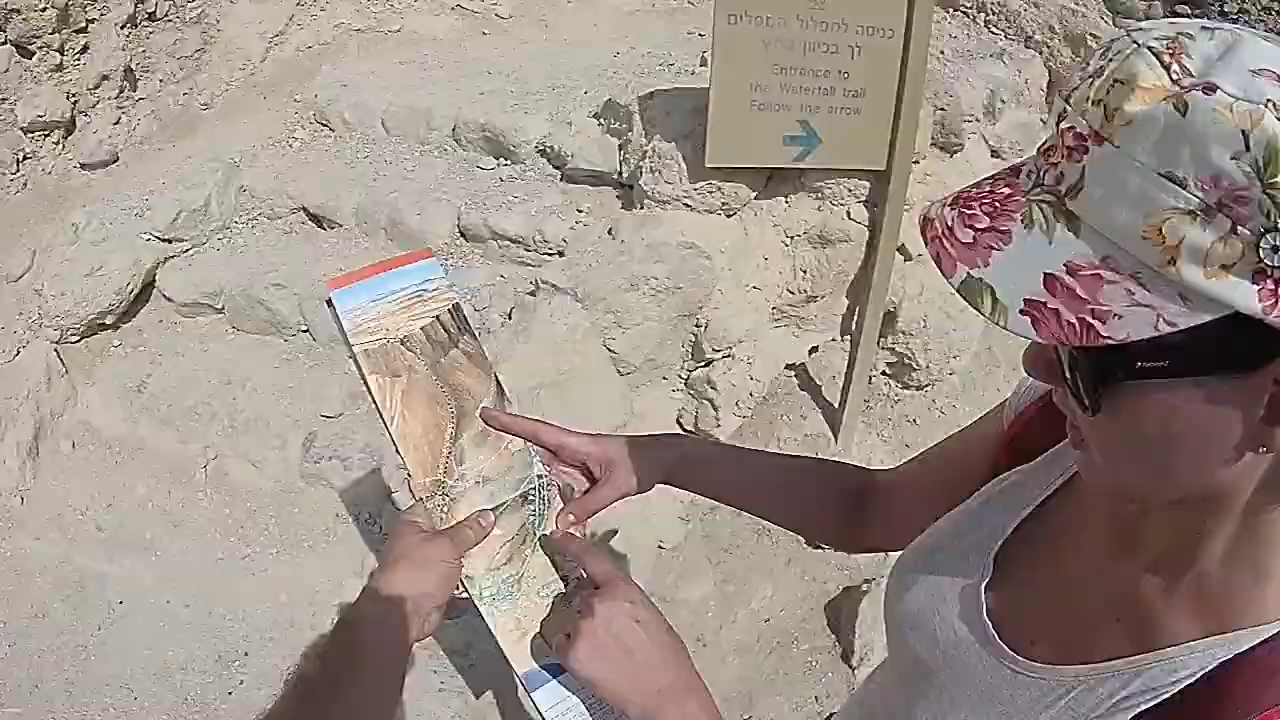 כניסה למסלול המפלים
לך בכיוון החץ
Entrance to
the Waterfall trail
Follow the arrow